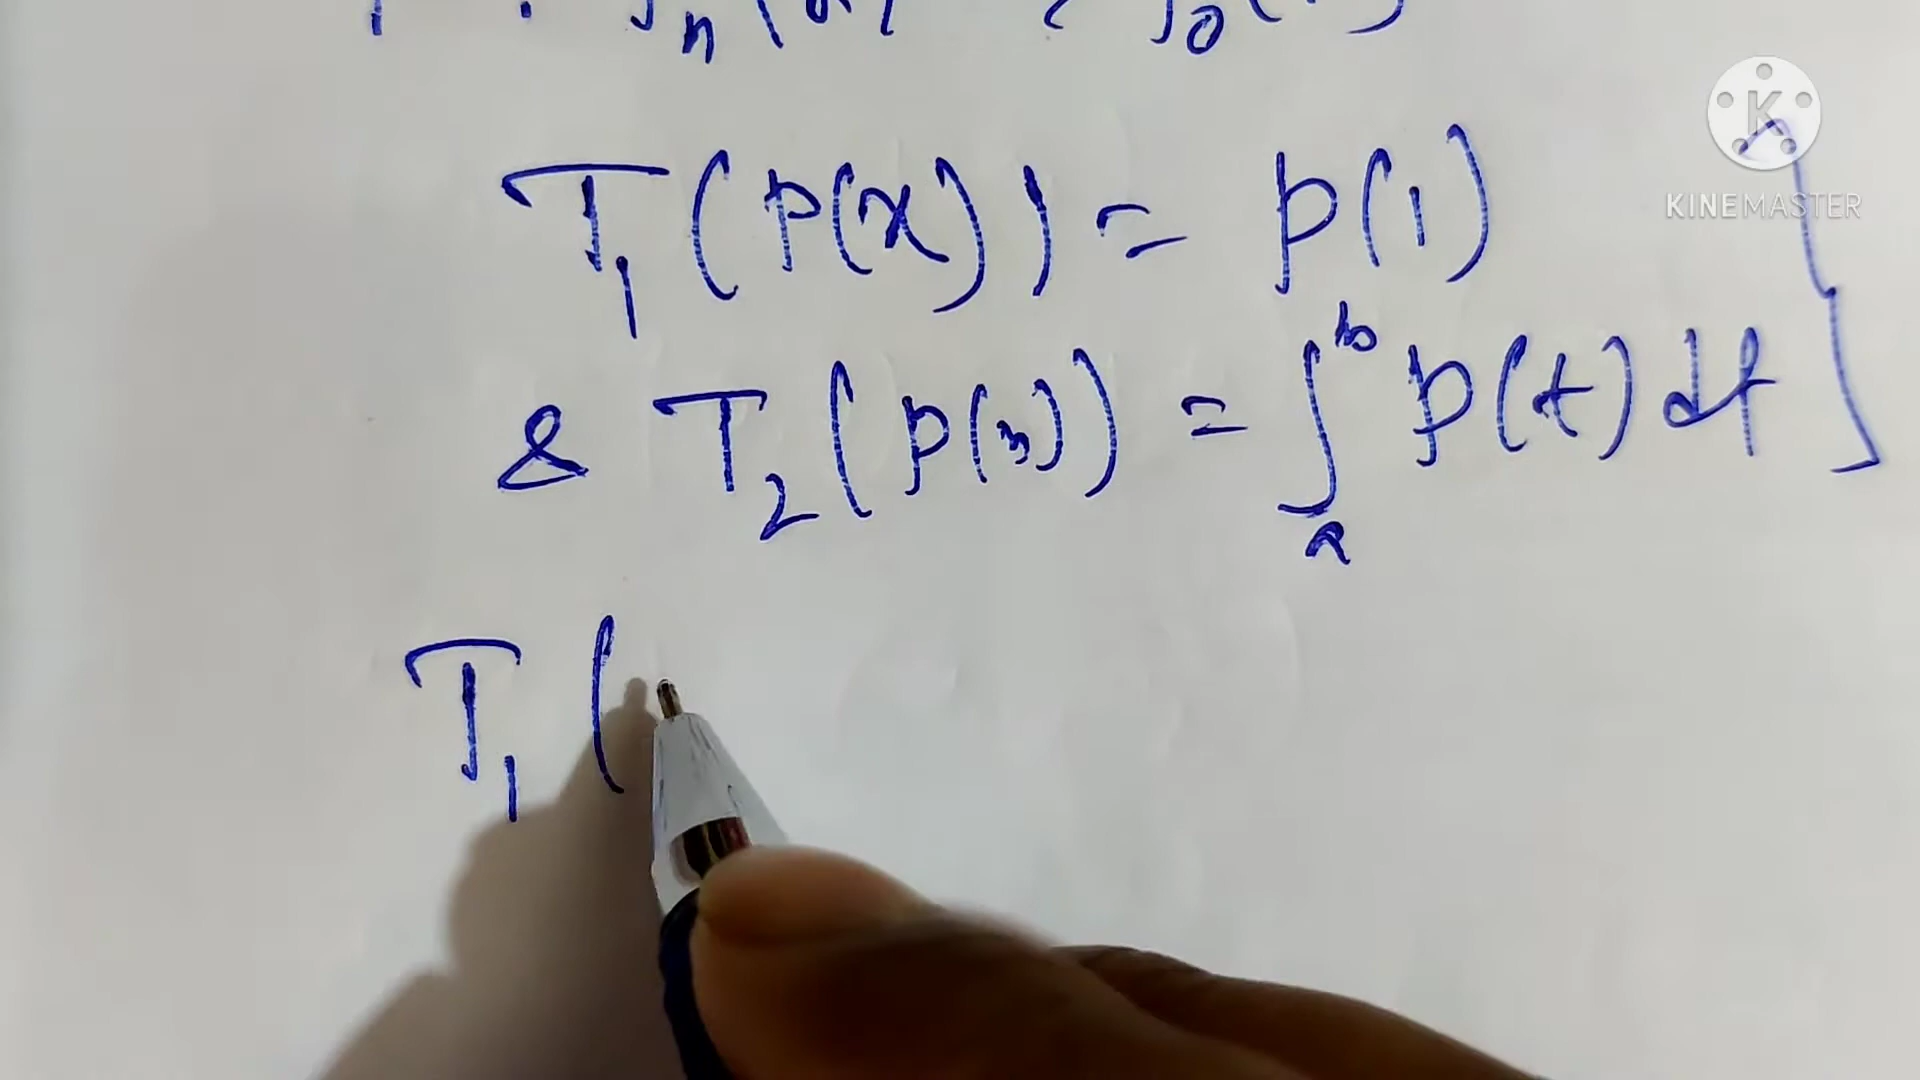 T₁(p(x)) = p(1)
& T₂(p(x)) = ∫ₐᵇ p(t) dt
T₁(
K
KINEMASTER